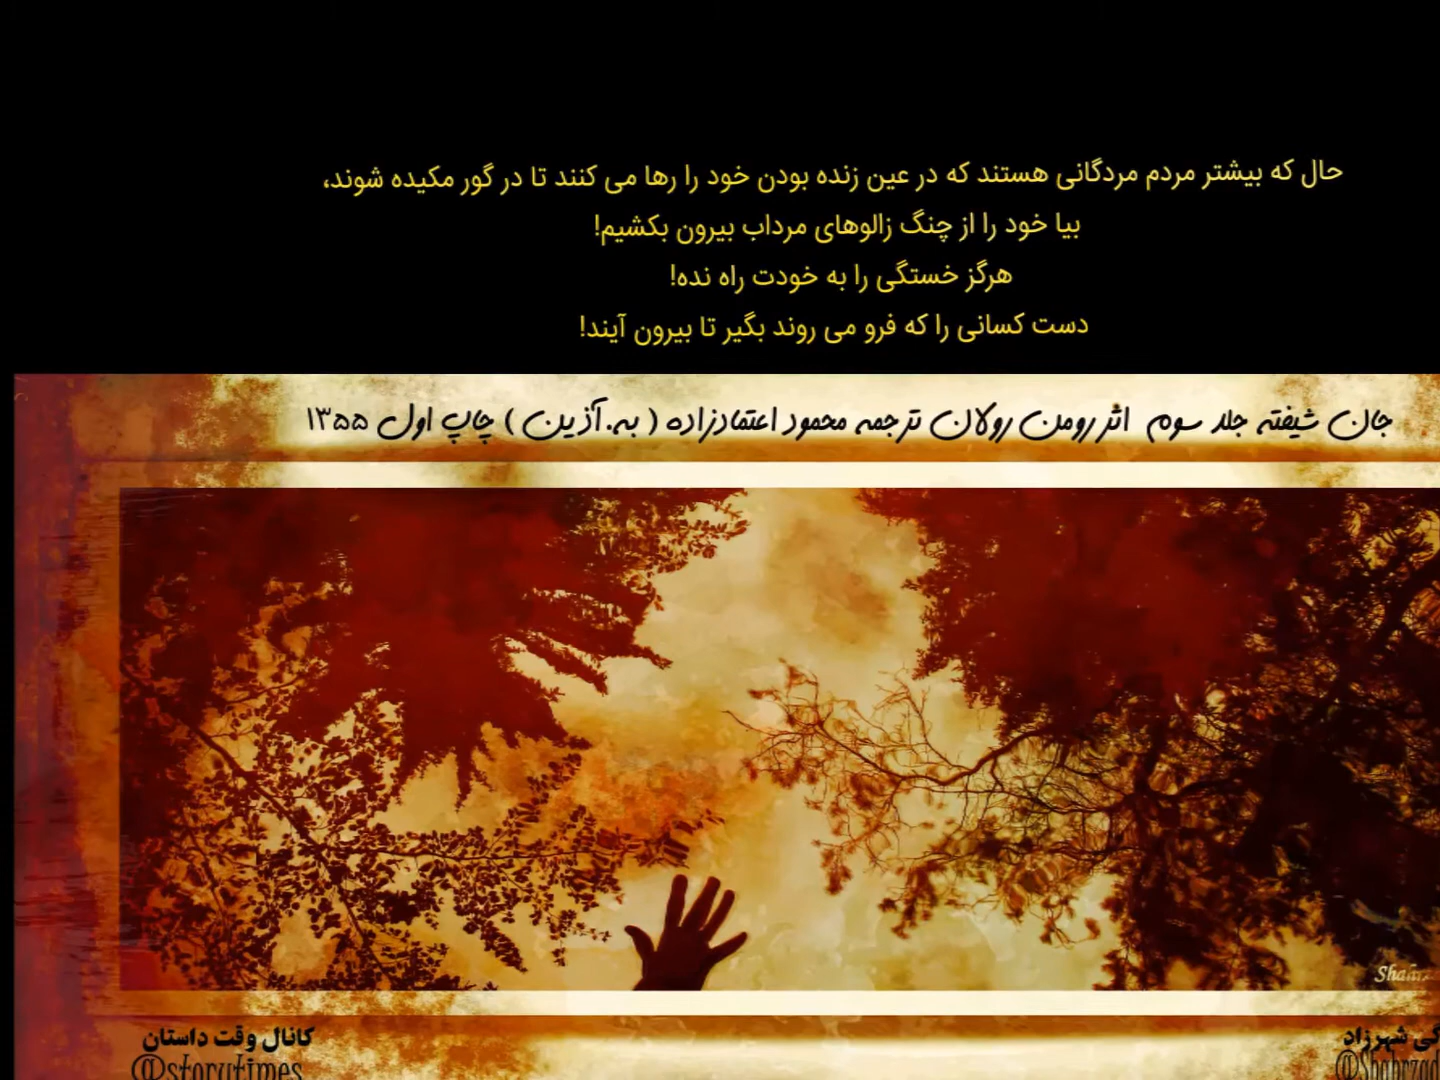 حال که بیشتر مردم مردگانی هستند که در عین زنده بودن خود را رها می کنند تا در گور مکیده شوند،
بیا خود را از چنگ زالوهای مرداب بیرون بکشیم!
هرگز خستگی را به خودت راه نده!
دست کسانی را که فرو می روند بگیر تا بیرون آیند!
جان شیفته جلد سوم اثر رومن رولان ترجمه محمود اعتمادزاده ( به.آذین ) چاپ اول ۱۳۵۵
شهرزاد
کانال وقت داستان
@storytimes